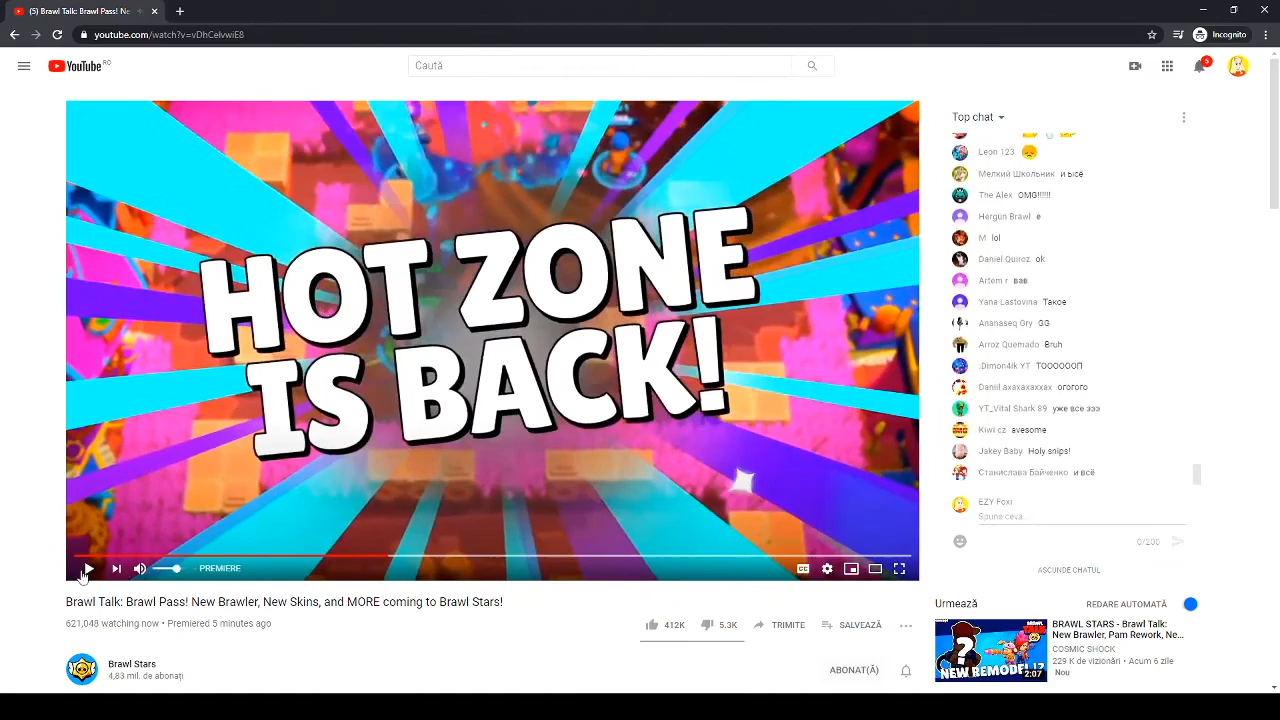 (5) Brawl Talk: Brawl Pass! Ne
youtube.com/watch?v=vDhCelvwiE8
Incognito
YouTube RO
Caută
5
HOT ZONE
IS BACK!
PREMIERE
Brawl Talk: Brawl Pass! New Brawler, New Skins, and MORE coming to Brawl Stars!
621,048 watching now • Premiered 5 minutes ago
412K
5.3K
TRIMITE
SALVEAZĂ
Brawl Stars
4,83 mil. de abonați
ABONAT(Ă)
Top chat
Leon 123
Мелкий Школьник и ысё
The Alex OMG!!!!!!
Hergün Brawl e
M lol
Daniel Quiroz ok
Artem r вэв
Yana Lastovina Такое
Ananaseq Gry GG
Arroz Quemado Bruh
:Dimon4ik YT ТООООООП
Daniil axaxaxaxxax огогого
YT_Vital Shark 89 уже все эээ
Kiwi cz avesome
Jakey Baby Holy snips!
Станислава Байченко и всё
EZY Foxi
Spune ceva...
0/200
ASCUNDE CHATUL
Urmează
REDARE AUTOMATĂ
NEW REMODEL!?
2:07
BRAWL STARS - Brawl Talk:
New Brawler, Pam Rework, Ne...
COSMIC SHOCK
229 K de vizionări • Acum 6 zile
Nou